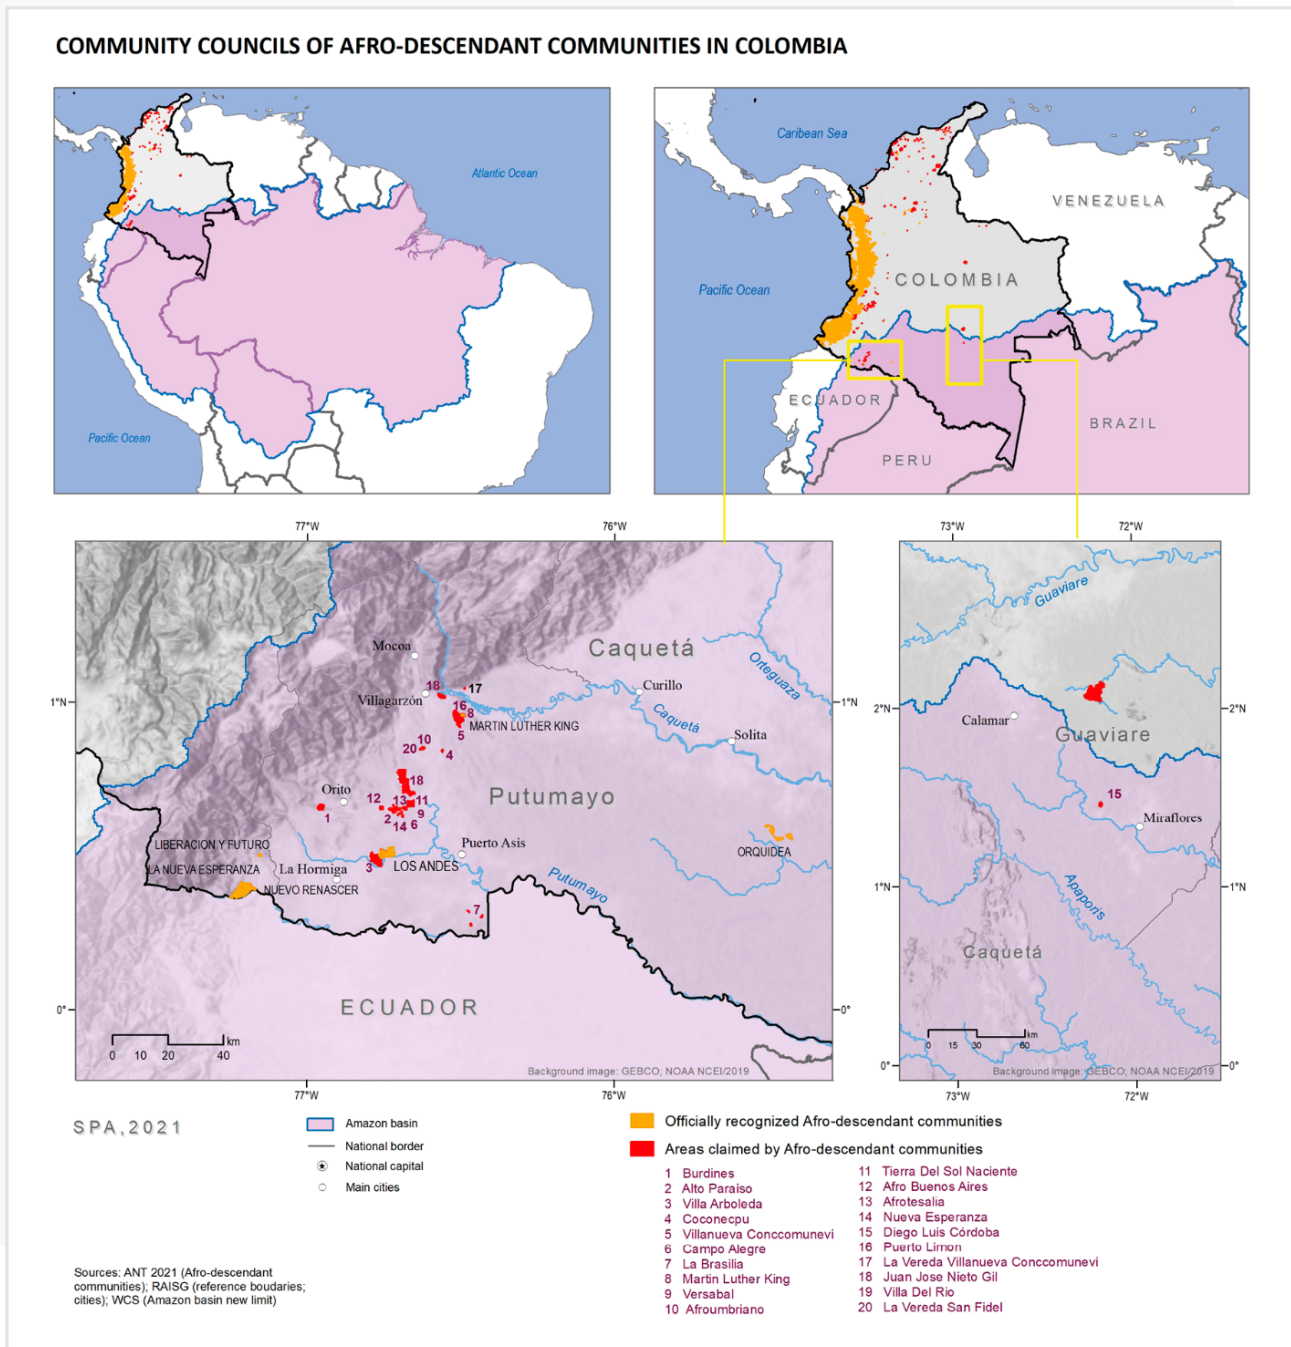 COMMUNITY COUNCILS OF AFRO-DESCENDANT COMMUNITIES IN COLOMBIA
Atlantic Ocean
Pacific Ocean
Caribean Sea
VENEZUELA
Pacific Ocean
COLOMBIA
ECUADOR
BRAZIL
PERU
77°W
76°W
73°W
72°W
Mocoa
Caquetá
Orteguaza
18
17
Curillo
Villagarzón
1°N
1°N
16
8
MARTIN LUTHER KING
Caquetá
5
Solita
10
20
4
18
Orito
Putumayo
12
13
11
1
2
9
14
6
LIBERACION Y FUTURO
Puerto Asis
ORQUIDEA
LA NUEVA ESPERANZA
La Hormiga
3
LOS ANDES
NUEVO RENASCER
Putumayo
7
0°
0°
ECUADOR
km
0 10 20 40
Background image: GEBCO; NOAA NCEI/2019
77°W
76°W
Guaviare
2°N
2°N
Calamar
Guaviare
15
Miraflores
1°N
1°N
Apaporis
Caquetá
km
0 15 30 60
0°
0°
Background image: GEBCO; NOAA NCEI/2019
73°W
72°W
SPA,2021
Amazon basin
National border
National capital
Main cities
Officially recognized Afro-descendant communities
Areas claimed by Afro-descendant communities
1 Burdines
2 Alto Paraiso
3 Villa Arboleda
4 Coconecpu
5 Villanueva Conccomunevi
6 Campo Alegre
7 La Brasilia
8 Martin Luther King
9 Versabal
10 Afroumbriano
11 Tierra Del Sol Naciente
12 Afro Buenos Aires
13 Afrotesalia
14 Nueva Esperanza
15 Diego Luis Córdoba
16 Puerto Limon
17 La Vereda Villanueva Conccomunevi
18 Juan Jose Nieto Gil
19 Villa Del Rio
20 La Vereda San Fidel
Sources: ANT 2021 (Afro-descendant
communities); RAISG (reference boudaries;
cities); WCS (Amazon basin new limit)